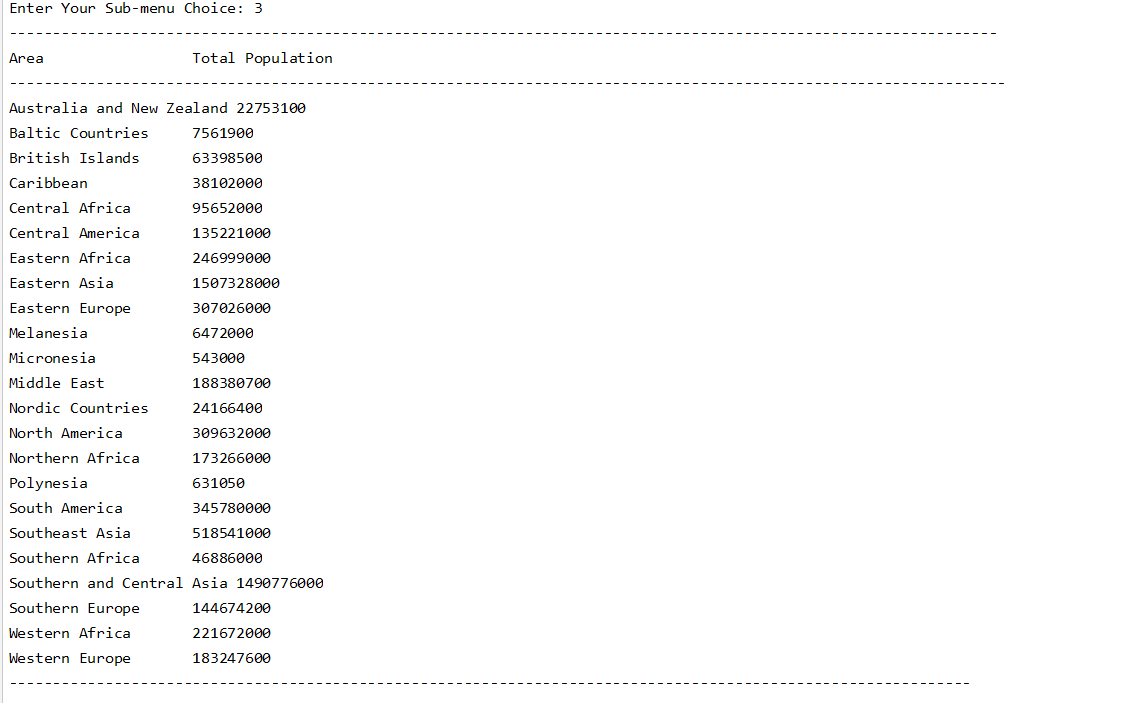 Enter Your Sub-menu Choice: 3
-----------------------------------------------------------------------------------------------------------------
Area                 Total Population
------------------------------------------------------------------------------------------------------------------
Australia and New Zealand 22753100
Baltic Countries     7561900
British Islands      63398500
Caribbean            38102000
Central Africa       95652000
Central America      135221000
Eastern Africa       246999000
Eastern Asia         1507328000
Eastern Europe       307026000
Melanesia            6472000
Micronesia           543000
Middle East          188380700
Nordic Countries     24166400
North America        309632000
Northern Africa      173266000
Polynesia            631050
South America        345780000
Southeast Asia       518541000
Southern Africa      46886000
Southern and Central Asia 1490776000
Southern Europe      144674200
Western Africa       221672000
Western Europe       183247600
--------------------------------------------------------------------------------------------------------------